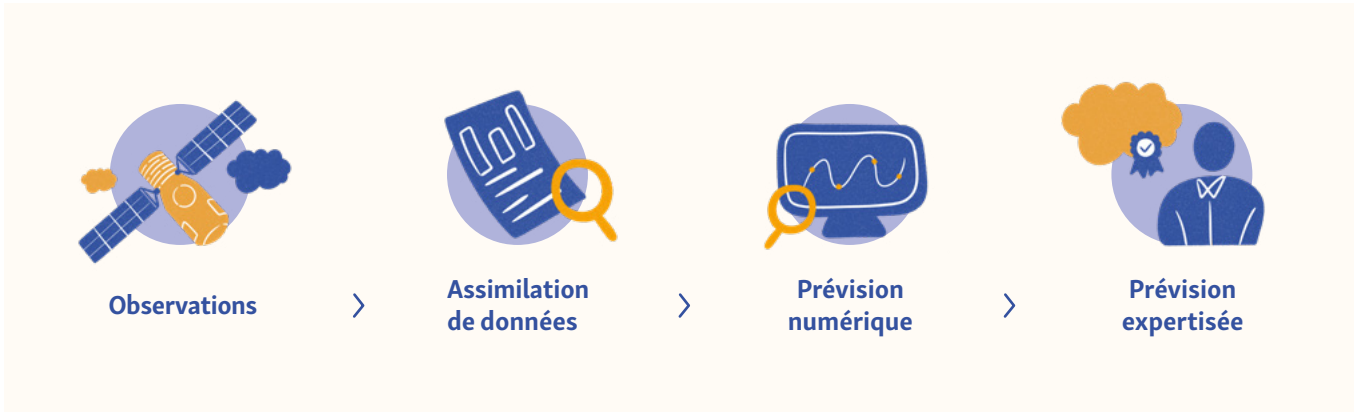 Observations
Assimilation
de données
Prévision
numérique
Prévision
expertisée